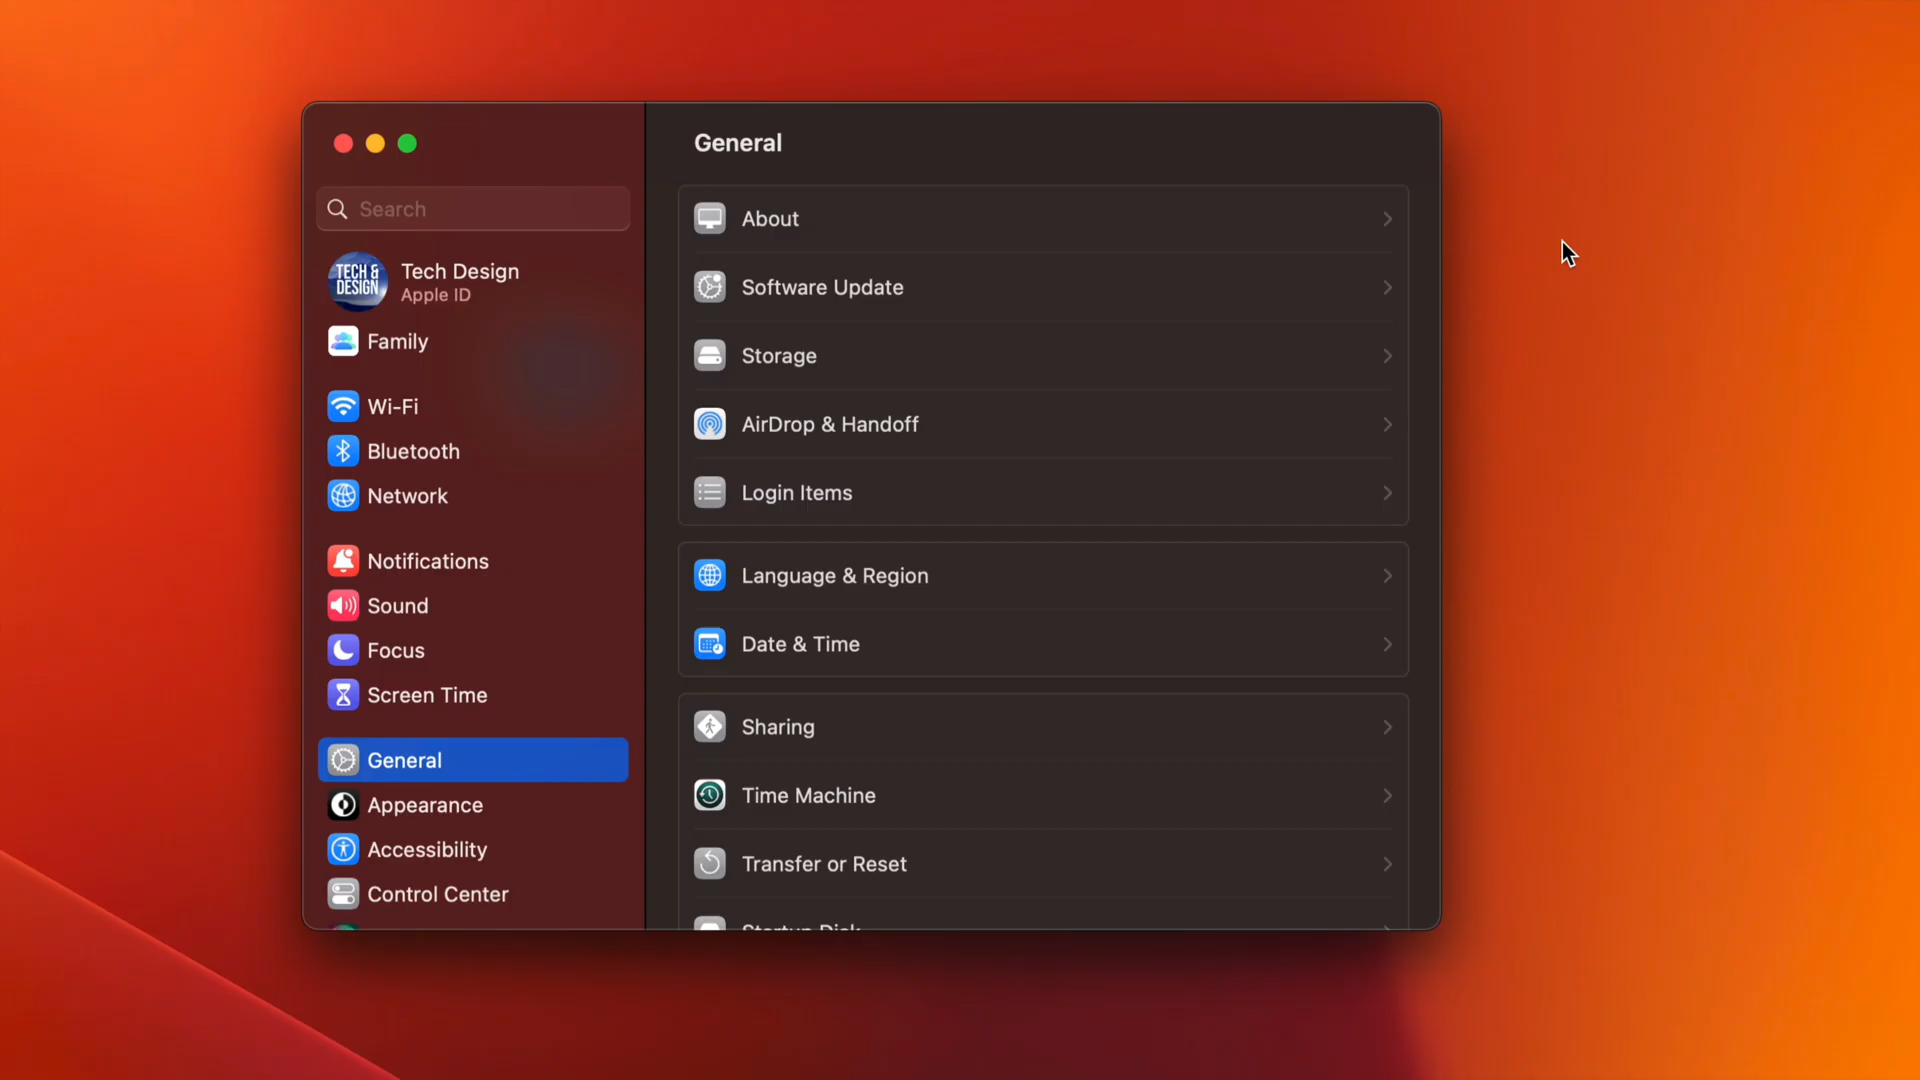 General
Search
TECH &
DESIGN
Tech Design
Apple ID
Family
Wi-Fi
Bluetooth
Network
Notifications
Sound
Focus
Screen Time
General
Appearance
Accessibility
Control Center
About
Software Update
Storage
AirDrop & Handoff
Login Items
Language & Region
Date & Time
Sharing
Time Machine
Transfer or Reset
Startup Disk